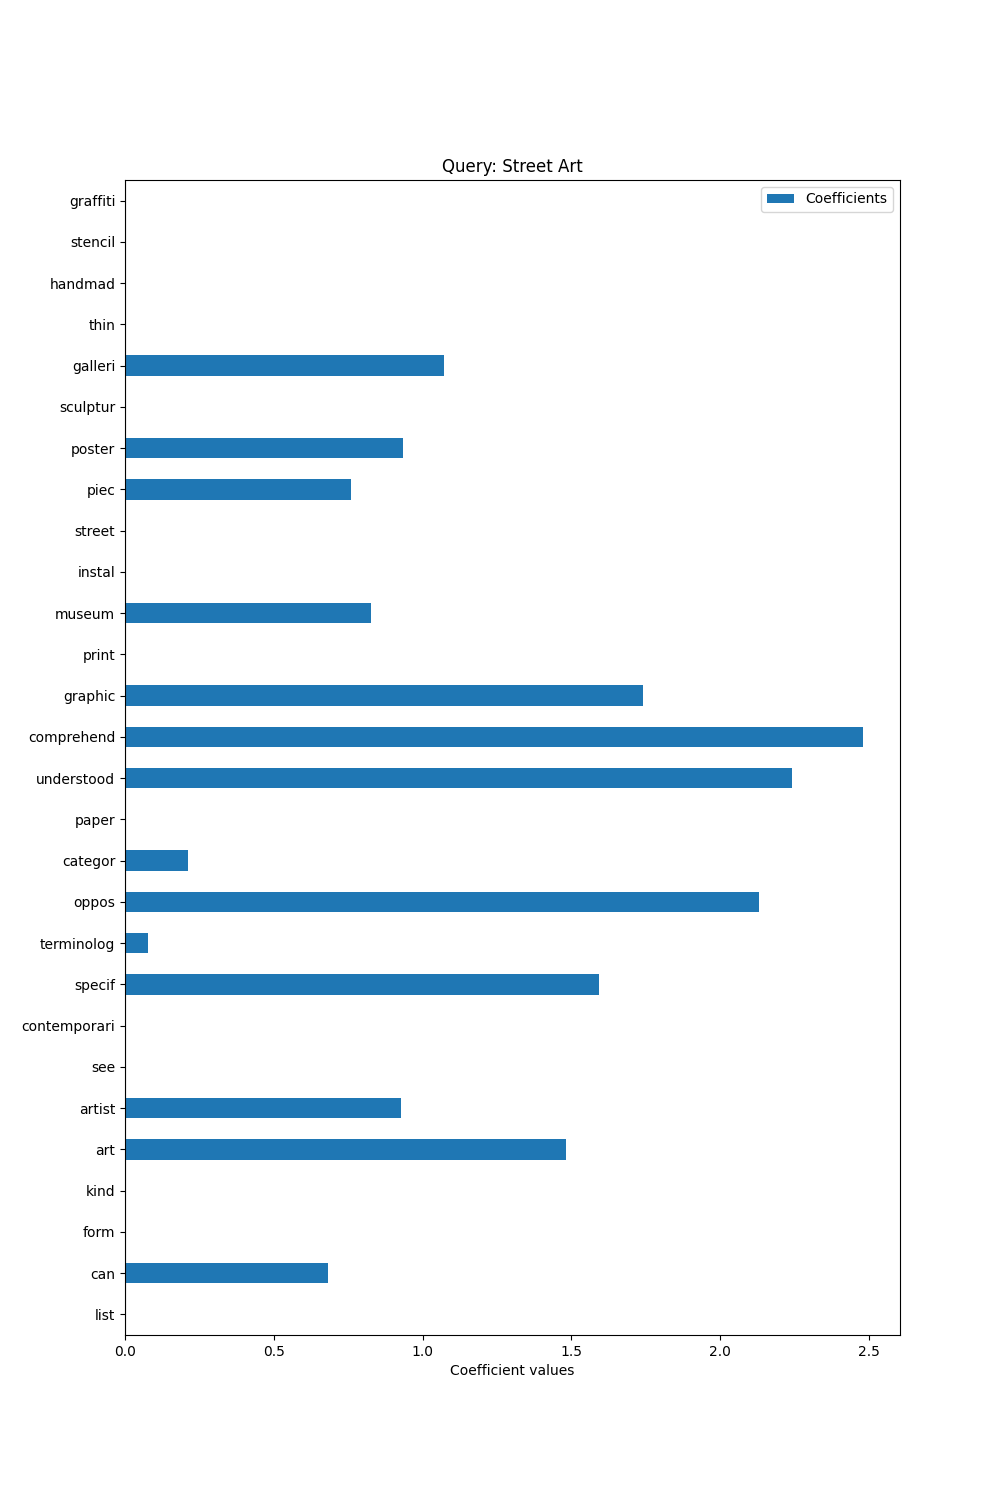 Query: Street Art
Coefficients
graffiti
stencil
handmad
thin
galleri
sculptur
poster
piec
street
instal
museum
print
graphic
comprehend
understood
paper
categor
oppos
terminolog
specif
contemporari
see
artist
art
kind
form
can
list
0.0 0.5 1.0 1.5 2.0 2.5
Coefficient values